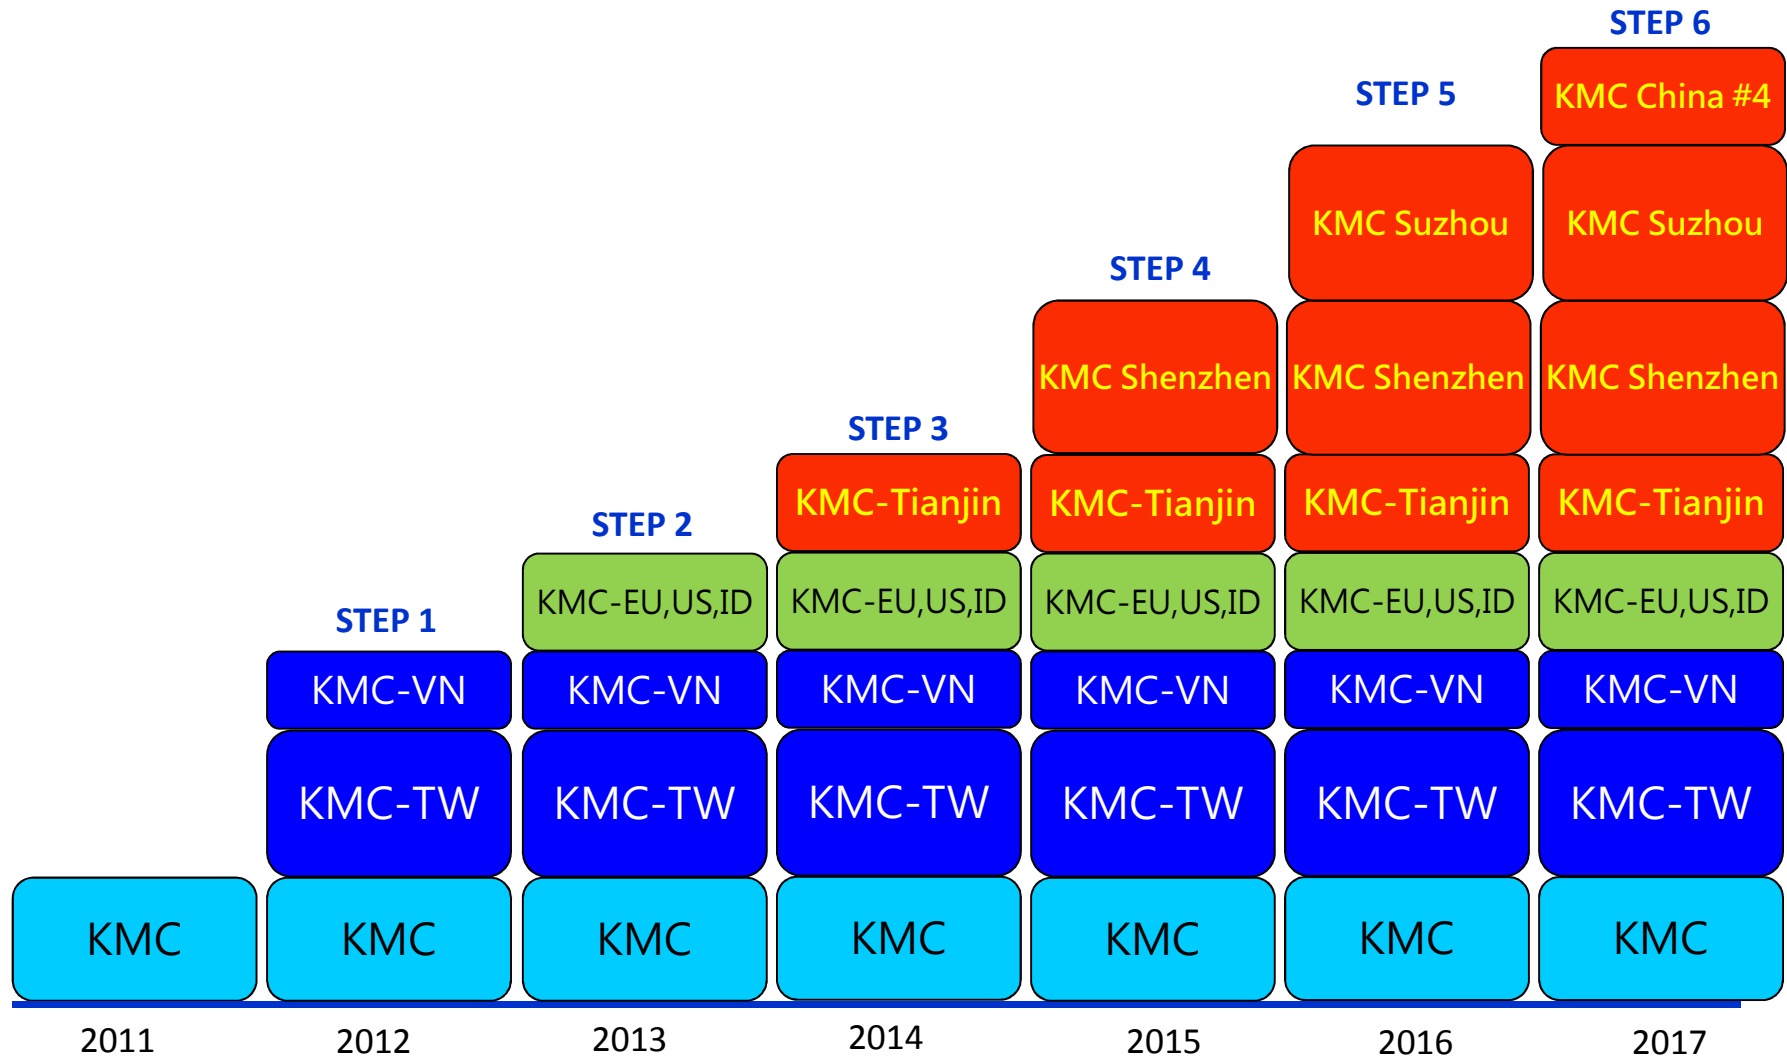 STEP 6
KMC China #4
STEP 5
KMC Suzhou
KMC Suzhou
STEP 4
KMC Shenzhen
KMC Shenzhen
KMC Shenzhen
STEP 3
KMC-Tianjin
KMC-Tianjin
KMC-Tianjin
KMC-Tianjin
STEP 2
KMC-EU,US,ID
KMC-EU,US,ID
KMC-EU,US,ID
KMC-EU,US,ID
KMC-EU,US,ID
STEP 1
KMC-VN
KMC-VN
KMC-VN
KMC-VN
KMC-VN
KMC-VN
KMC-TW
KMC-TW
KMC-TW
KMC-TW
KMC-TW
KMC-TW
KMC
KMC
KMC
KMC
KMC
KMC
KMC
2011
2012
2013
2014
2015
2016
2017